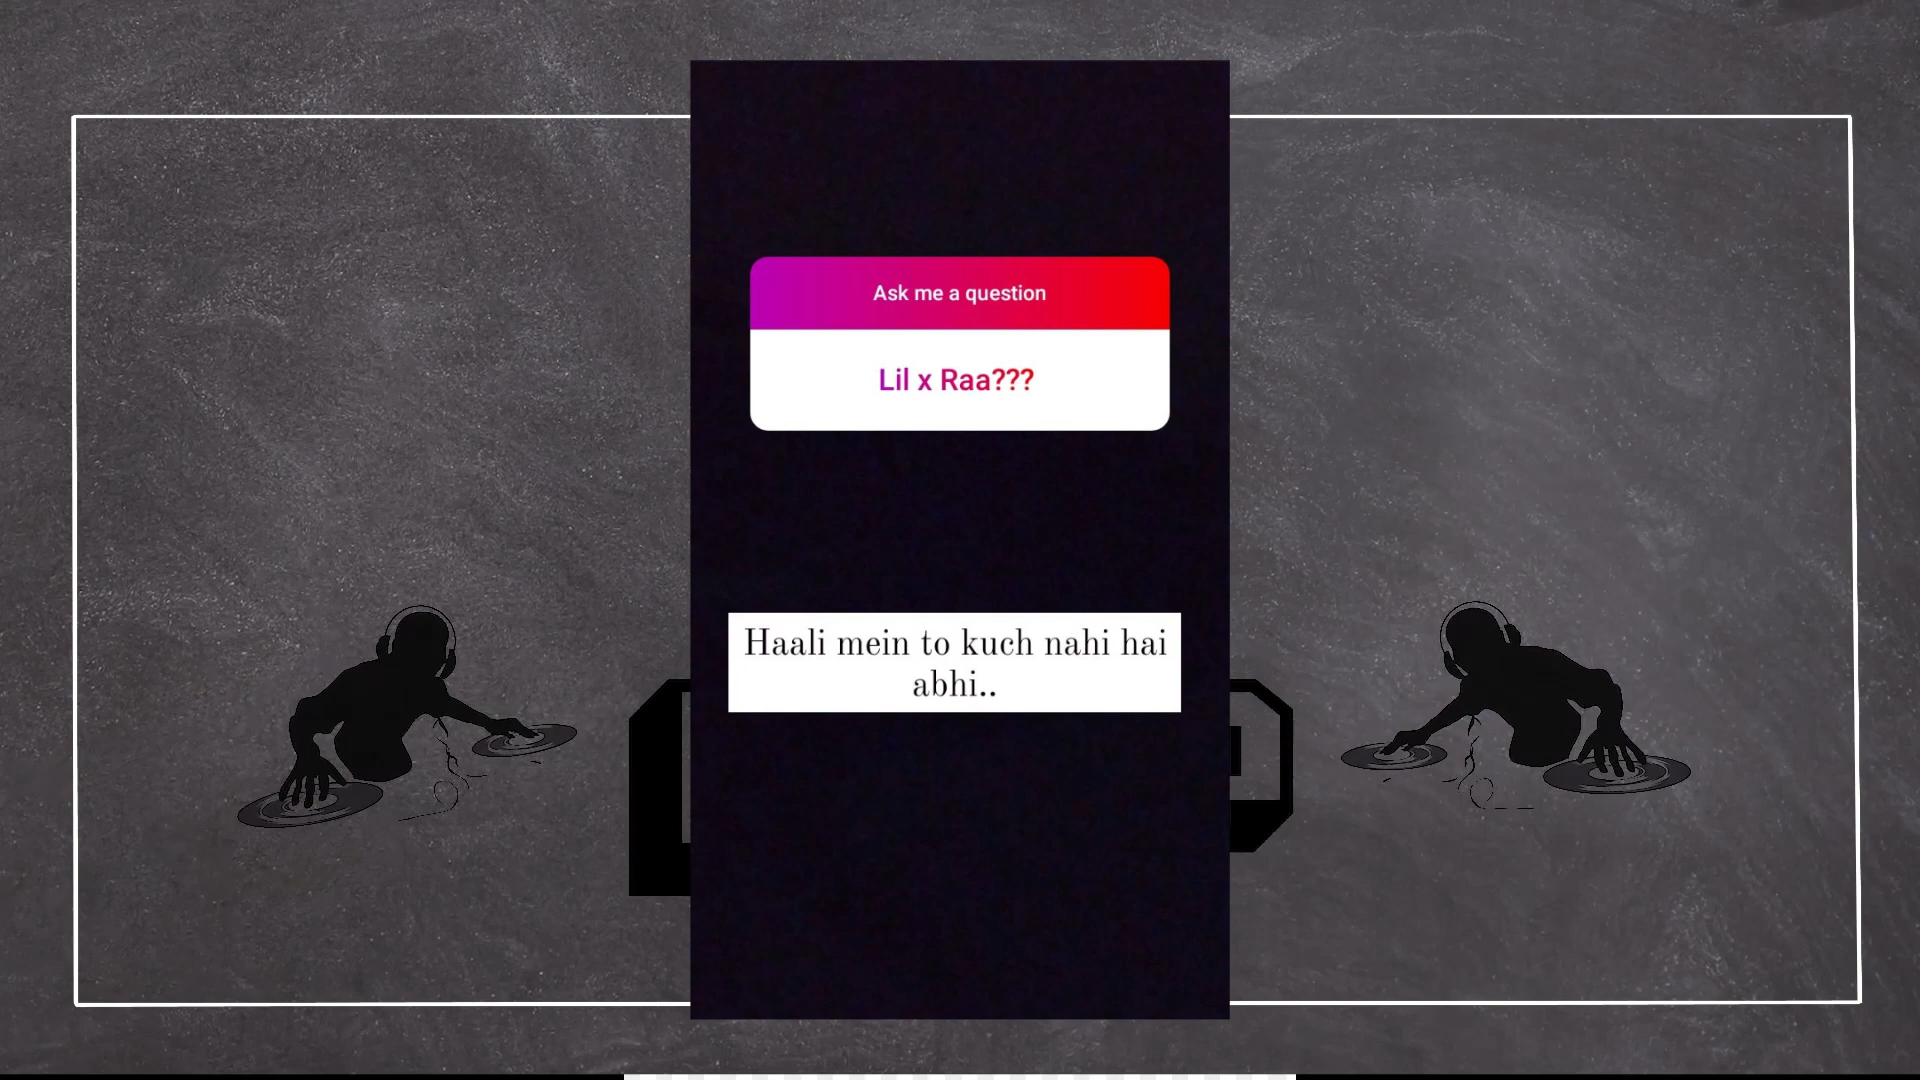 Ask me a question
Lil x Raa???
Haali mein to kuch nahi hai
abhi..